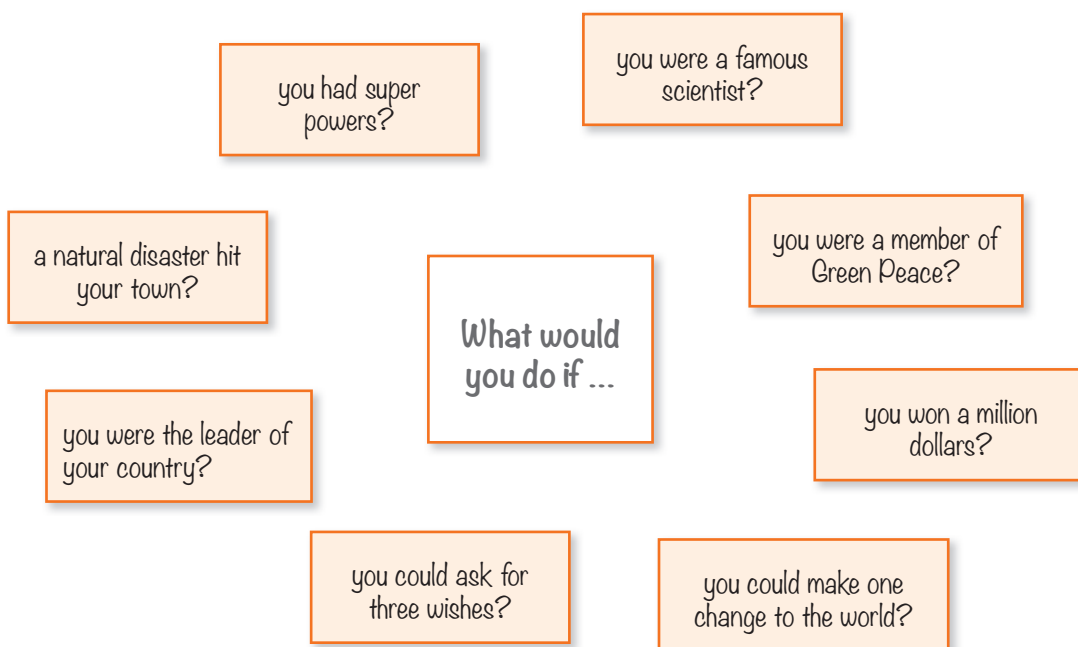 you were a famous
scientist?
you had super
powers?
you were a member of
Green Peace?
a natural disaster hit
your town?
What would
you do if ...
you won a million
dollars?
you were the leader of
your country?
you could ask for
three wishes?
you could make one
change to the world?